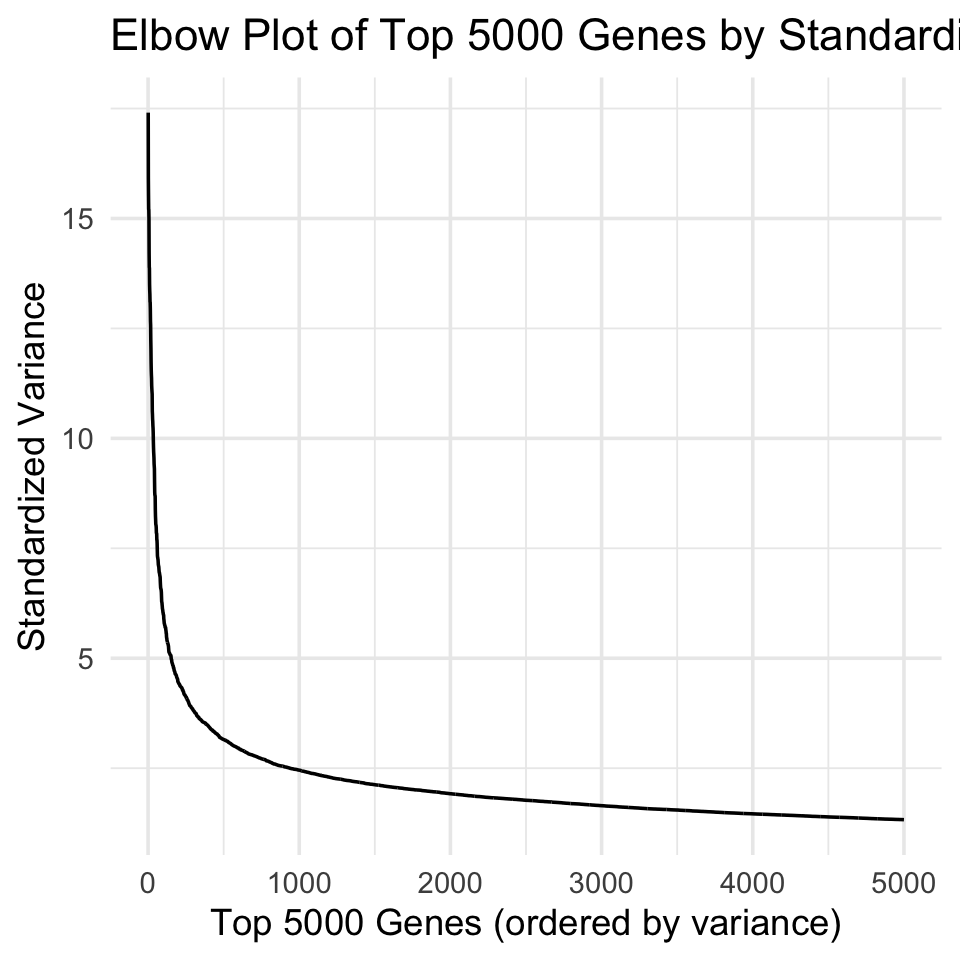 Elbow Plot of Top 5000 Genes by Standardi
15
10
5
Standardized Variance
0 1000 2000 3000 4000 5000
Top 5000 Genes (ordered by variance)